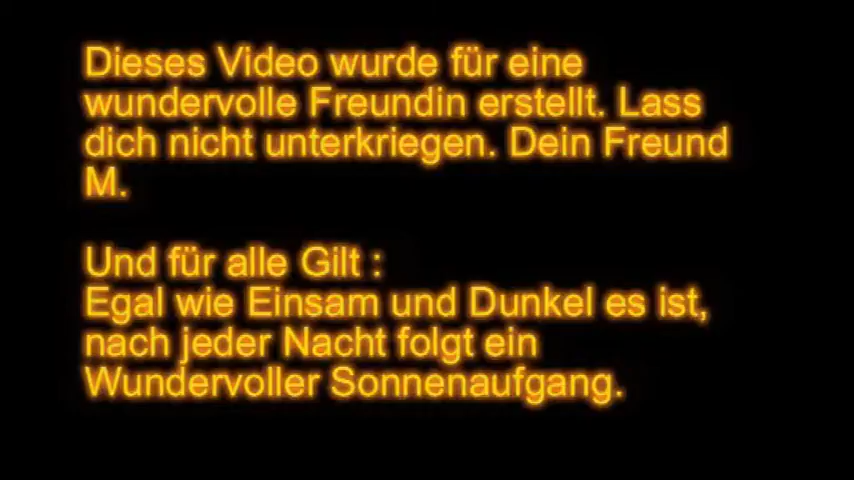 Dieses Video wurde für eine
wundervolle Freundin erstellt. Lass
dich nicht unterkriegen. Dein Freund
M.
Und für alle Gilt :
Egal wie Einsam und Dunkel es ist,
nach jeder Nacht folgt ein
Wundervoller Sonnenaufgang.